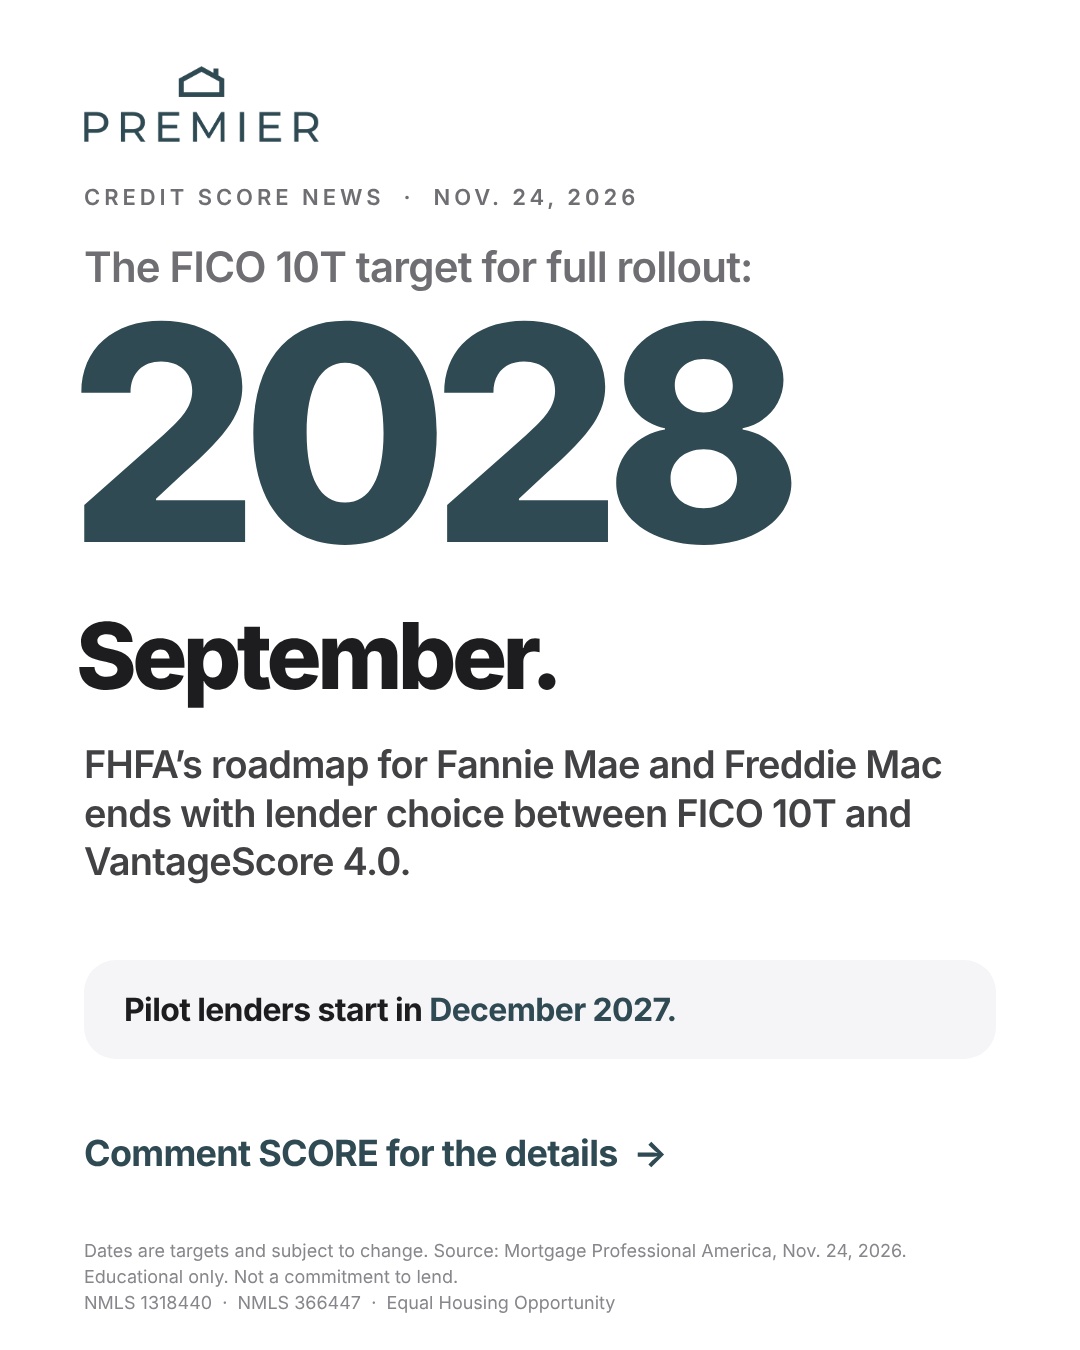 PREMIER
CREDIT SCORE NEWS · NOV. 24, 2026
The FICO 10T target for full rollout:
2028
September.
FHFA’s roadmap for Fannie Mae and Freddie Mac
ends with lender choice between FICO 10T and
VantageScore 4.0.
Pilot lenders start in December 2027.
Comment SCORE for the details →
Dates are targets and subject to change. Source: Mortgage Professional America, Nov. 24, 2026.
Educational only. Not a commitment to lend.
NMLS 1318440 · NMLS 366447 · Equal Housing Opportunity